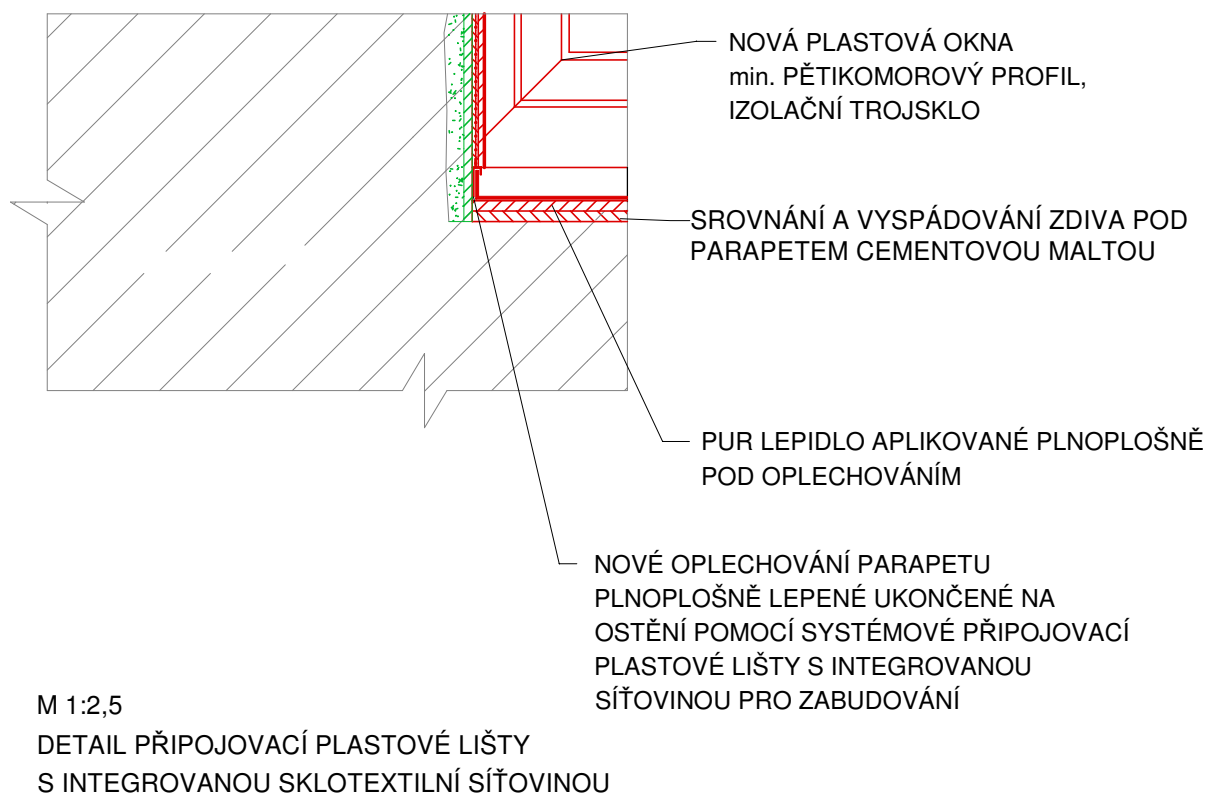 NOVÁ PLASTOVÁ OKNA
min. PĚTIKOMOROVÝ PROFIL,
IZOLAČNÍ TROJSKLO
SROVNÁNÍ A VYSPÁDOVÁNÍ ZDIVA POD
PARAPETEM CEMENTOVOU MALTOU
PUR LEPIDLO APLIKOVANÉ PLNOPLOŠNĚ
POD OPLECHOVÁNÍM
NOVÉ OPLECHOVÁNÍ PARAPETU
PLNOPLOŠNĚ LEPENÉ UKONČENÉ NA
OSTĚNÍ POMOCÍ SYSTÉMOVÉ PŘIPOJOVACÍ
PLASTOVÉ LIŠTY S INTEGROVANOU
SÍŤOVINOU PRO ZABUDOVÁNÍ
M 1:2,5
DETAIL PŘIPOJOVACÍ PLASTOVÉ LIŠTY
S INTEGROVANOU SKLOTEXTILNÍ SÍŤOVINOU